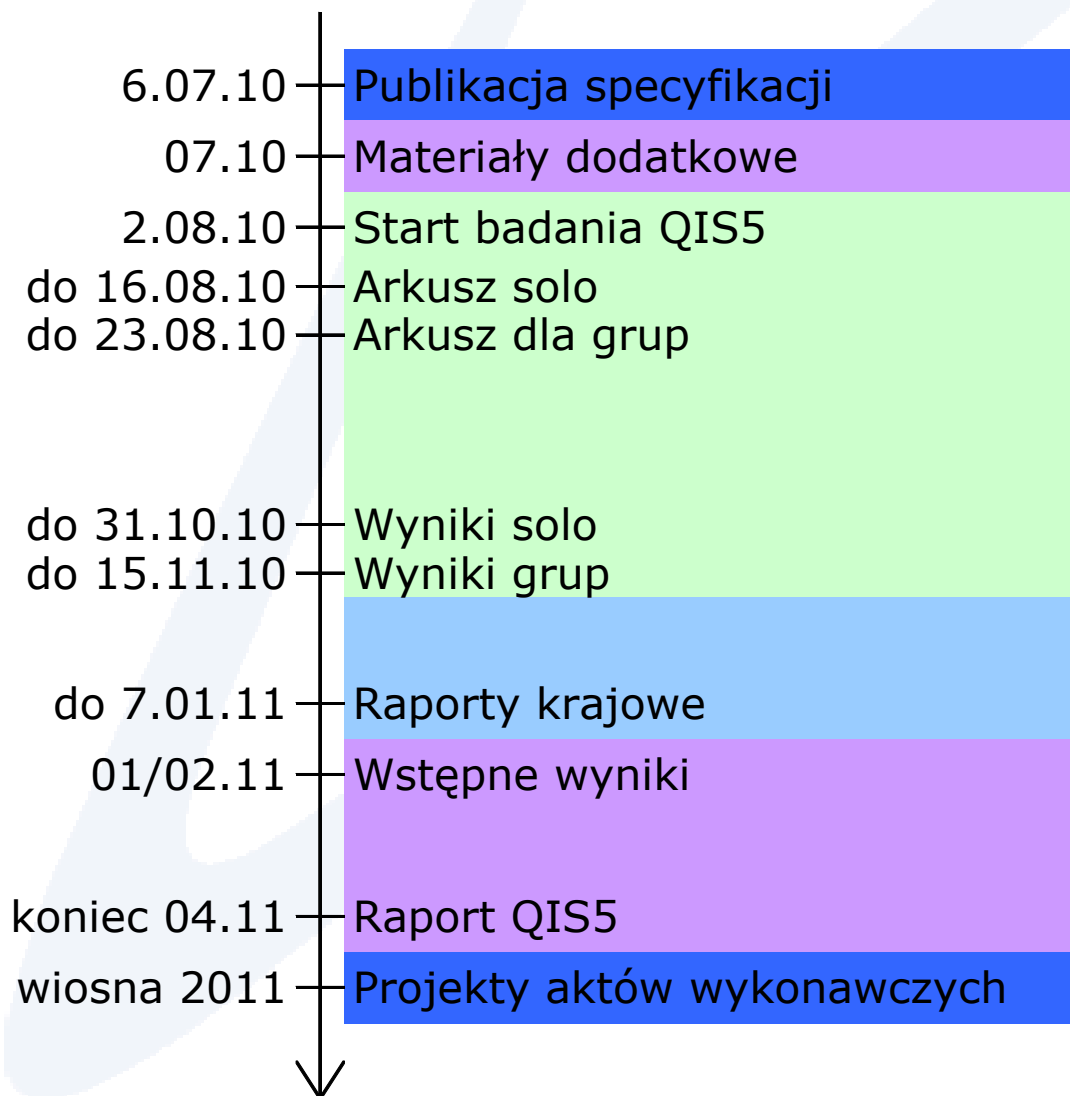 6.07.10 Publikacja specyfikacji
07.10 Materiały dodatkowe
2.08.10 Start badania QIS5
do 16.08.10 Arkusz solo
do 23.08.10 Arkusz dla grup
do 31.10.10 Wyniki solo
do 15.11.10 Wyniki grup
do 7.01.11 Raporty krajowe
01/02.11 Wstępne wyniki
koniec 04.11 Raport QIS5
wiosna 2011 Projekty aktów wykonawczych